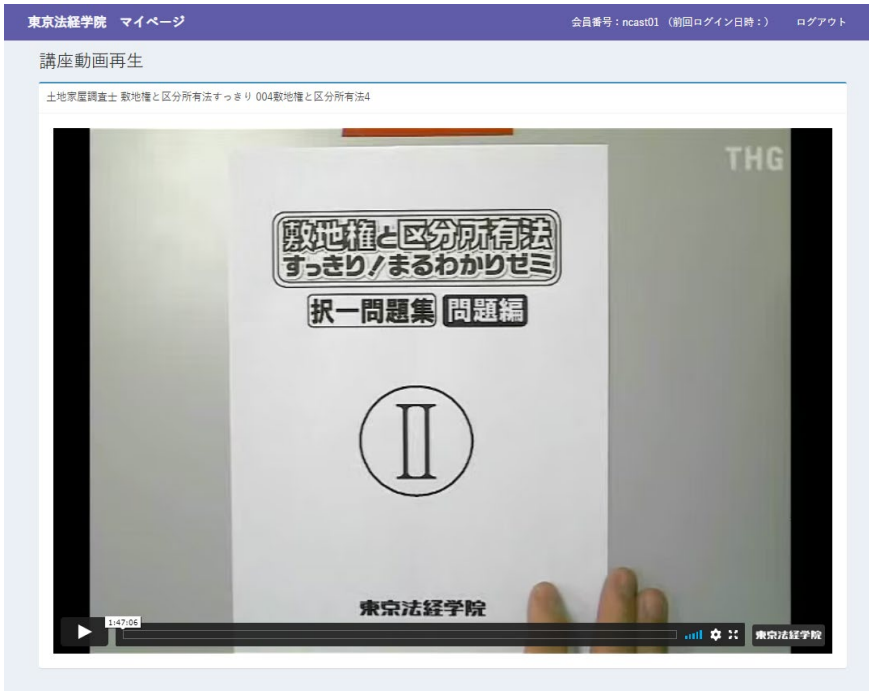 東京法経学院 マイページ
会員番号：ncast01 （前回ログイン日時：） ログアウト
講座動画再生
土地家屋調査士 敷地権と区分所有法すっきり 004敷地権と区分所有法4
THG
敷地権と区分所有法
すっきり！まるわかりゼミ
択一問題集 問題編
Ⅱ
東京法経学院
1:47:06
東京法経学院